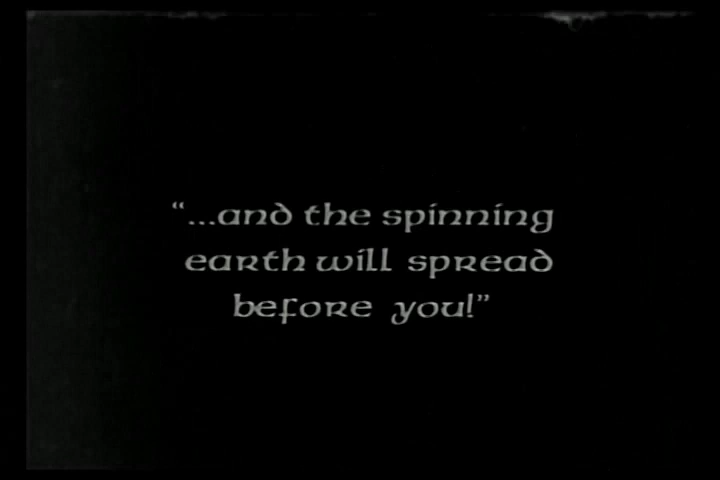 “...and the spinning
earth will spread
before you!”